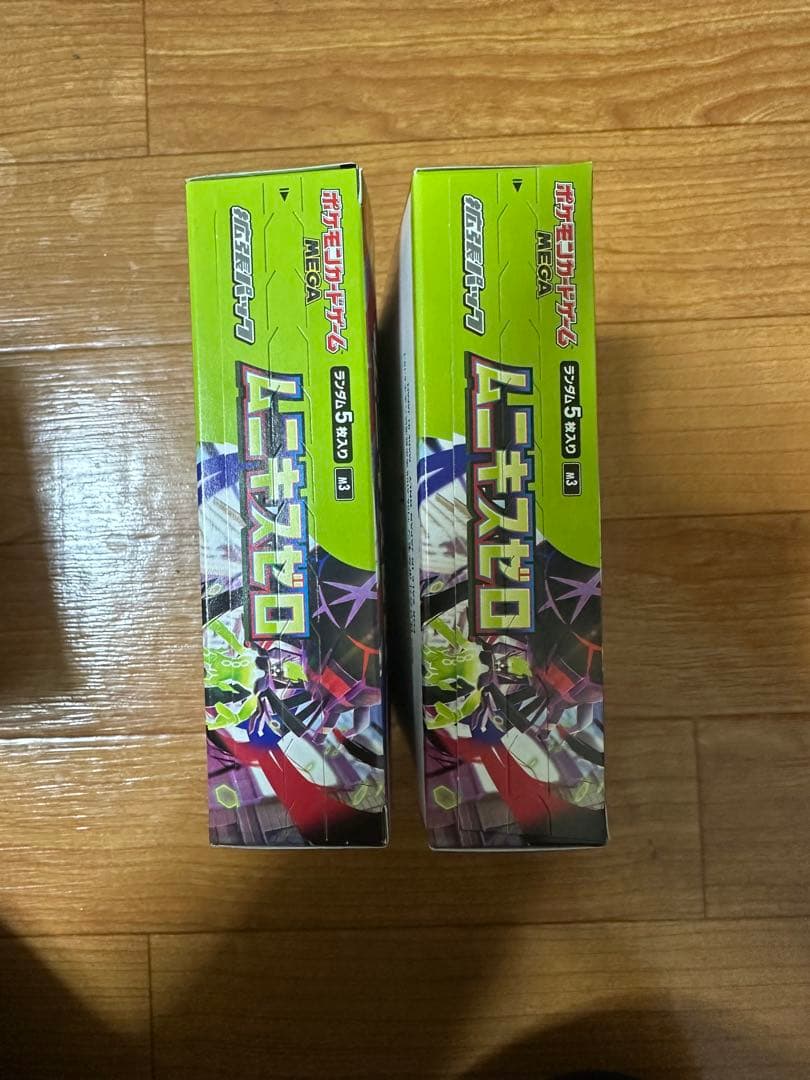 ポケモンカードゲーム
MEGA
拡張パック
ランダム5枚入り
M3
ムニキスゼロ
ポケモンカードゲーム
MEGA
拡張パック
ランダム5枚入り
M3
ムニキスゼロ